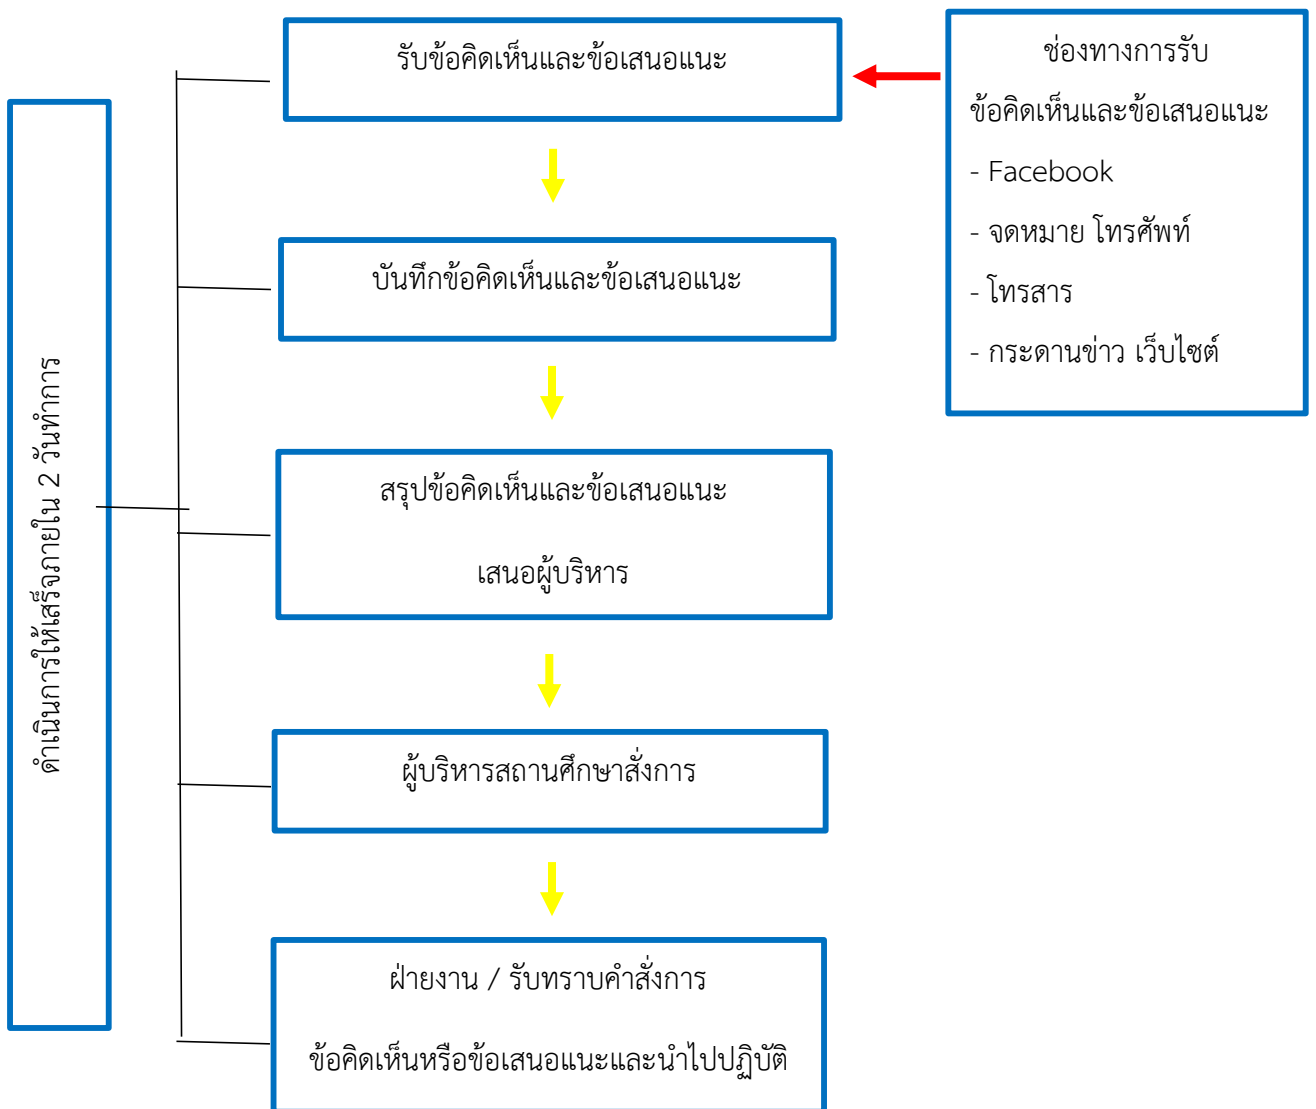 รับข้อคิดเห็นและข้อเสนอแนะ
ช่องทางการรับ
ข้อคิดเห็นและข้อเสนอแนะ
- Facebook
- จดหมาย โทรศัพท์
- โทรสาร
- กระดานข่าว เว็บไซต์
บันทึกข้อคิดเห็นและข้อเสนอแนะ
สรุปข้อคิดเห็นและข้อเสนอแนะ
เสนอผู้บริหาร
ผู้บริหารสถานศึกษาสั่งการ
ฝ่ายงาน / รับทราบคำสั่งการ
ข้อคิดเห็นหรือข้อเสนอแนะและนำไปปฏิบัติ
ดำเนินการให้เสร็จภายใน 2 วันทำการ